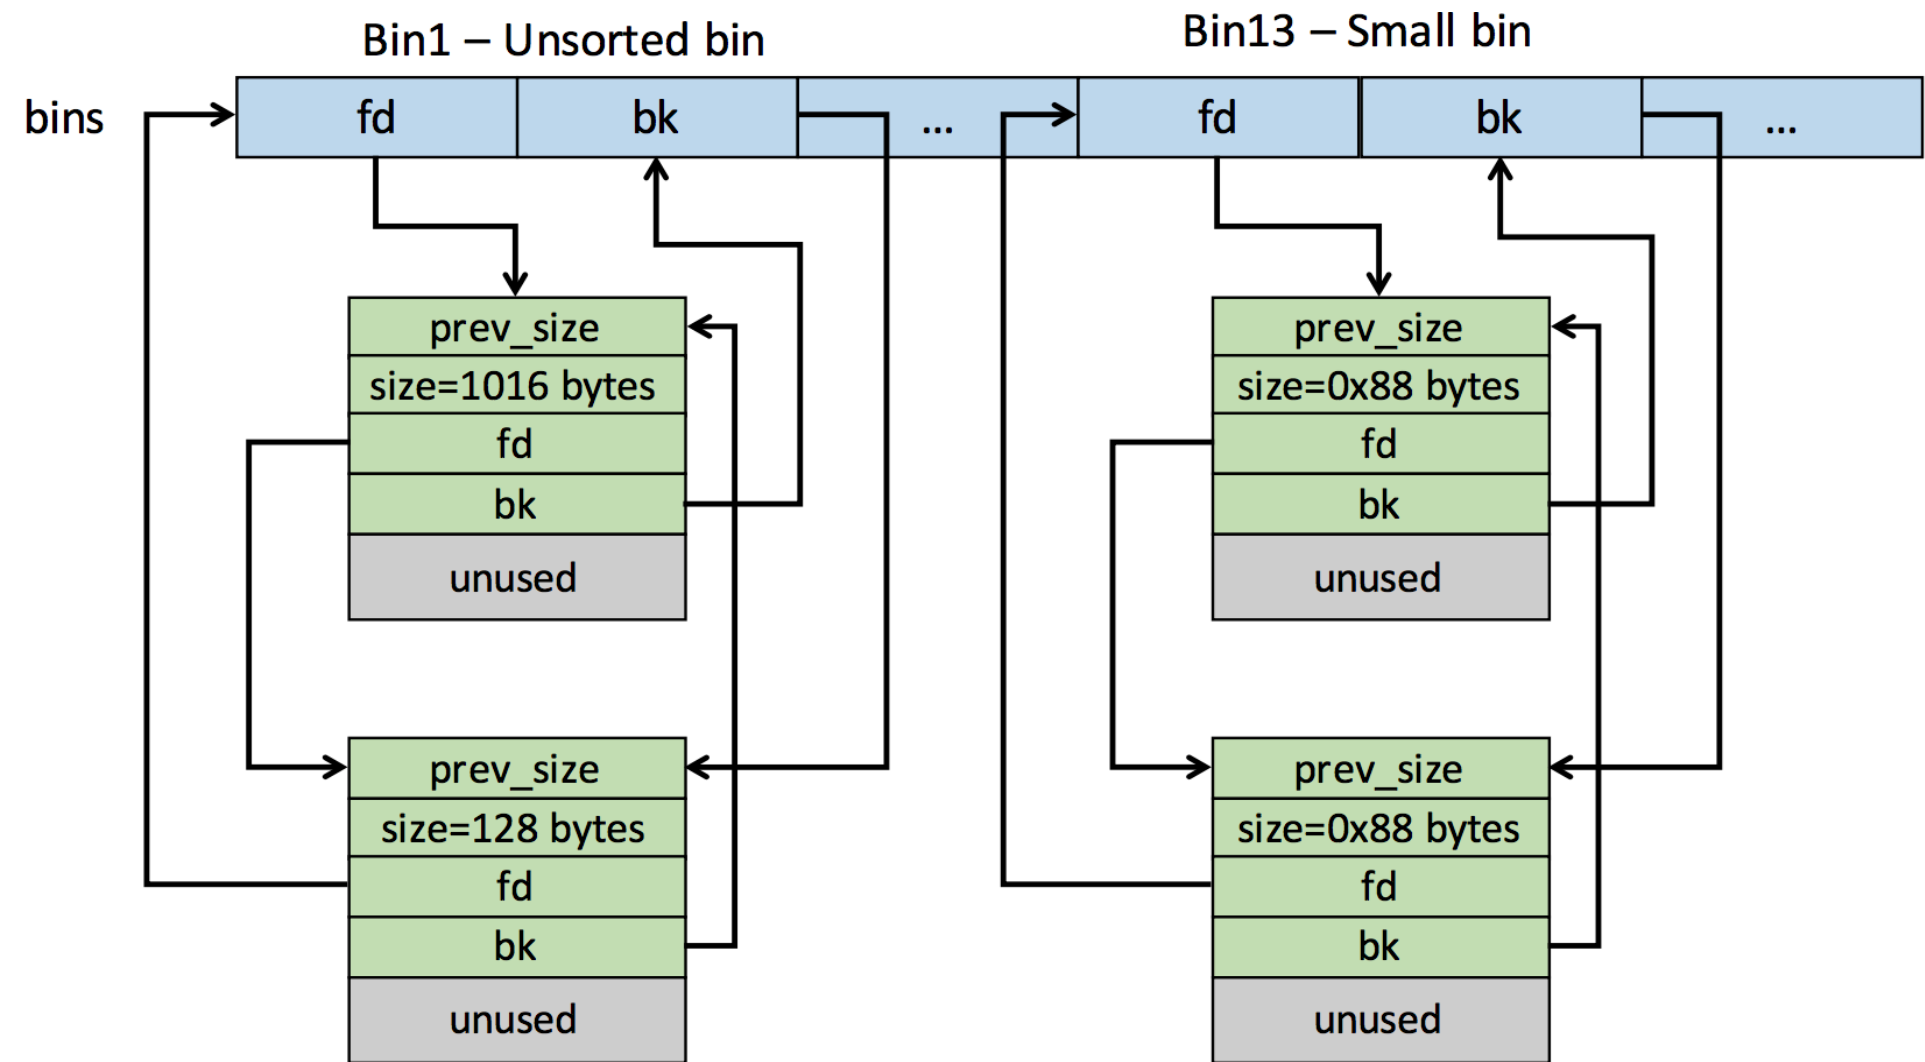 Bin1 – Unsorted bin
Bin13 – Small bin
bins
fd
bk
...
fd
bk
...
prev_size
size=1016 bytes
fd
bk
unused
prev_size
size=0x88 bytes
fd
bk
unused
prev_size
size=128 bytes
fd
bk
unused
prev_size
size=0x88 bytes
fd
bk
unused